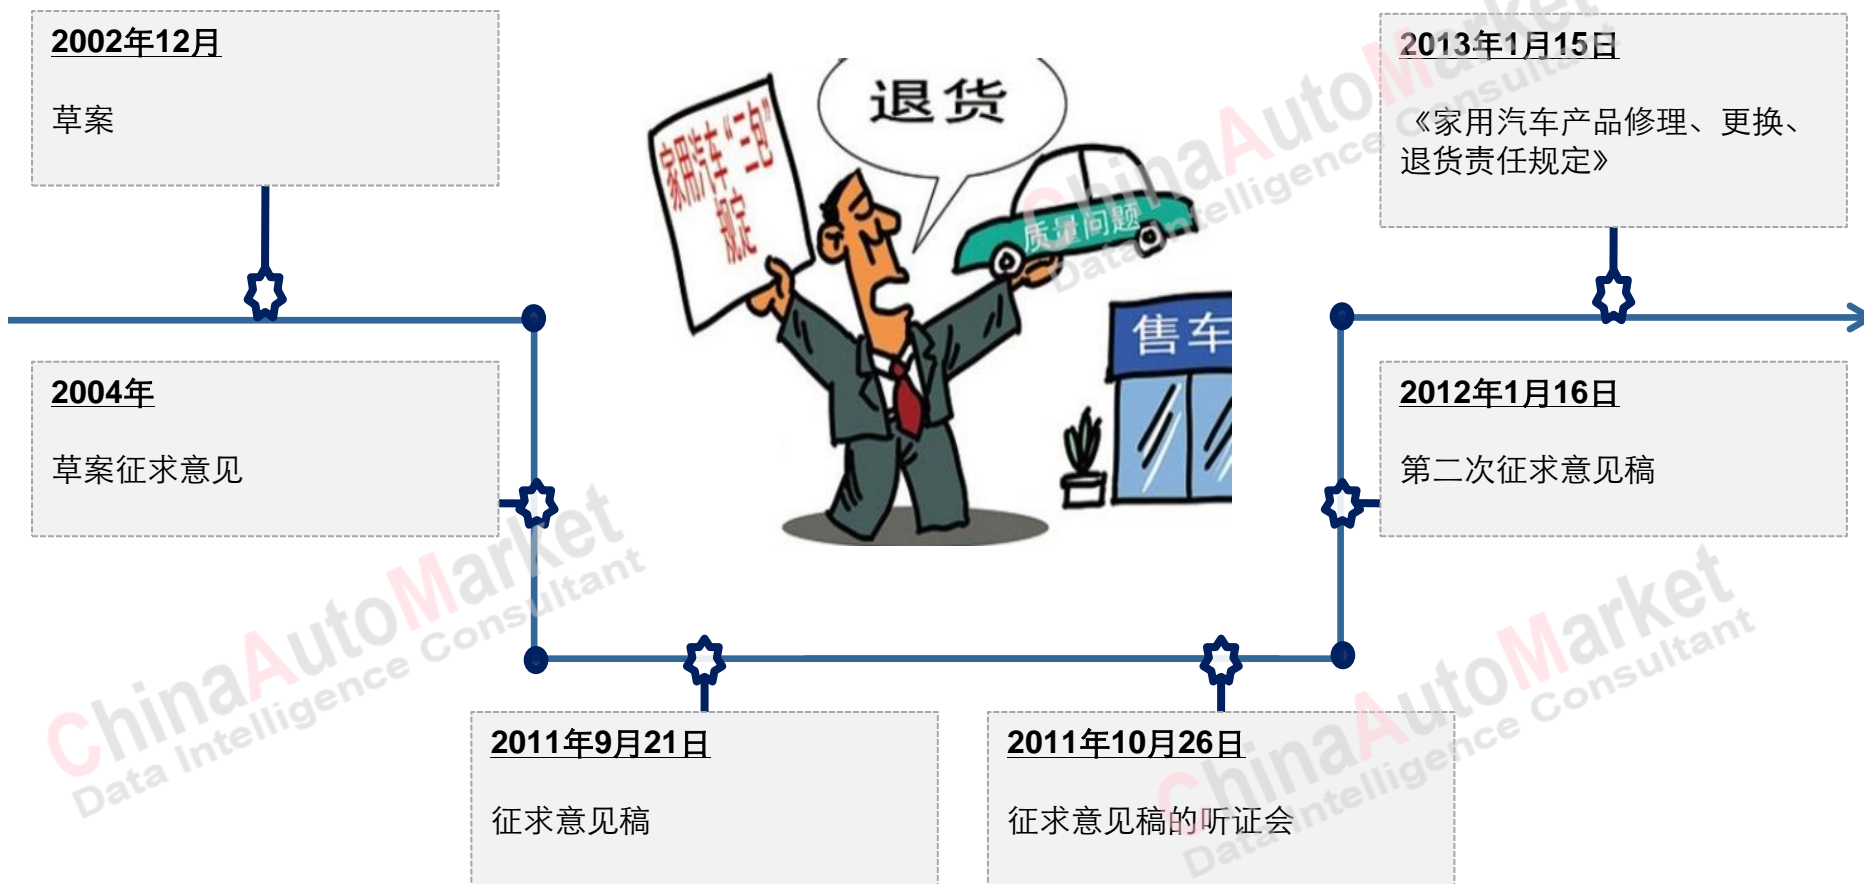 2002年12月
草案
2004年
草案征求意见
2011年9月21日
征求意见稿
2011年10月26日
征求意见稿的听证会
2012年1月16日
第二次征求意见稿
2013年1月15日
《家用汽车产品修理、更换、
退货责任规定》
家用汽车“三包”
规定
退货
质量问题
售车
ChinaAutoMarket
Data Intelligence Consultant
ChinaAutoMarket
Data Intelligence Consultant
ChinaAutoMarket
Data Intelligence Consultant